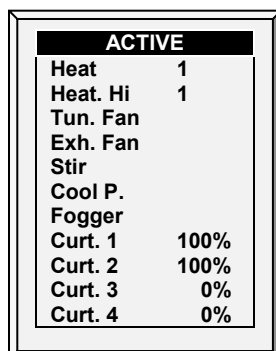 ACTIVE
Heat 1
Heat. Hi 1
Tun. Fan
Exh. Fan
Stir
Cool P.
Fogger
Curt. 1 100%
Curt. 2 100%
Curt. 3 0%
Curt. 4 0%